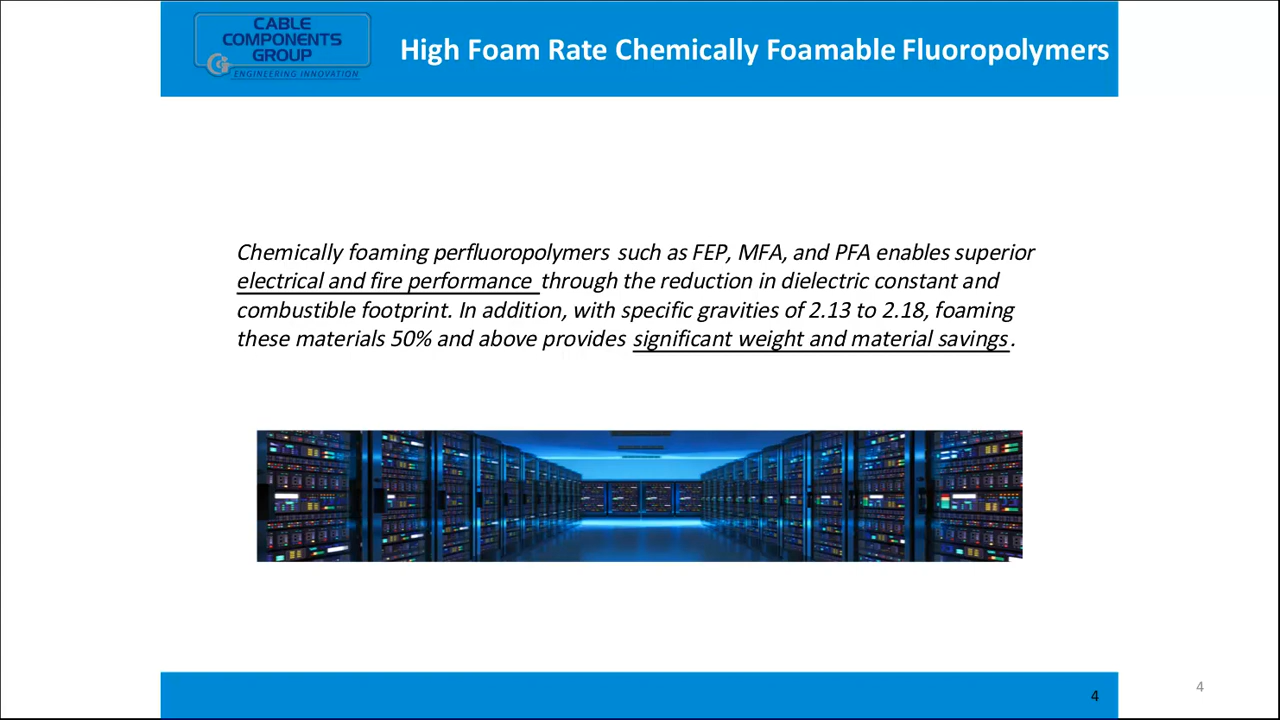 CABLE
COMPONENTS
GROUP
ENGINEERING INNOVATION
High Foam Rate Chemically Foamable Fluoropolymers
Chemically foaming perfluoropolymers such as FEP, MFA, and PFA enables superior
electrical and fire performance through the reduction in dielectric constant and
combustible footprint. In addition, with specific gravities of 2.13 to 2.18, foaming
these materials 50% and above provides significant weight and material savings.
4
4